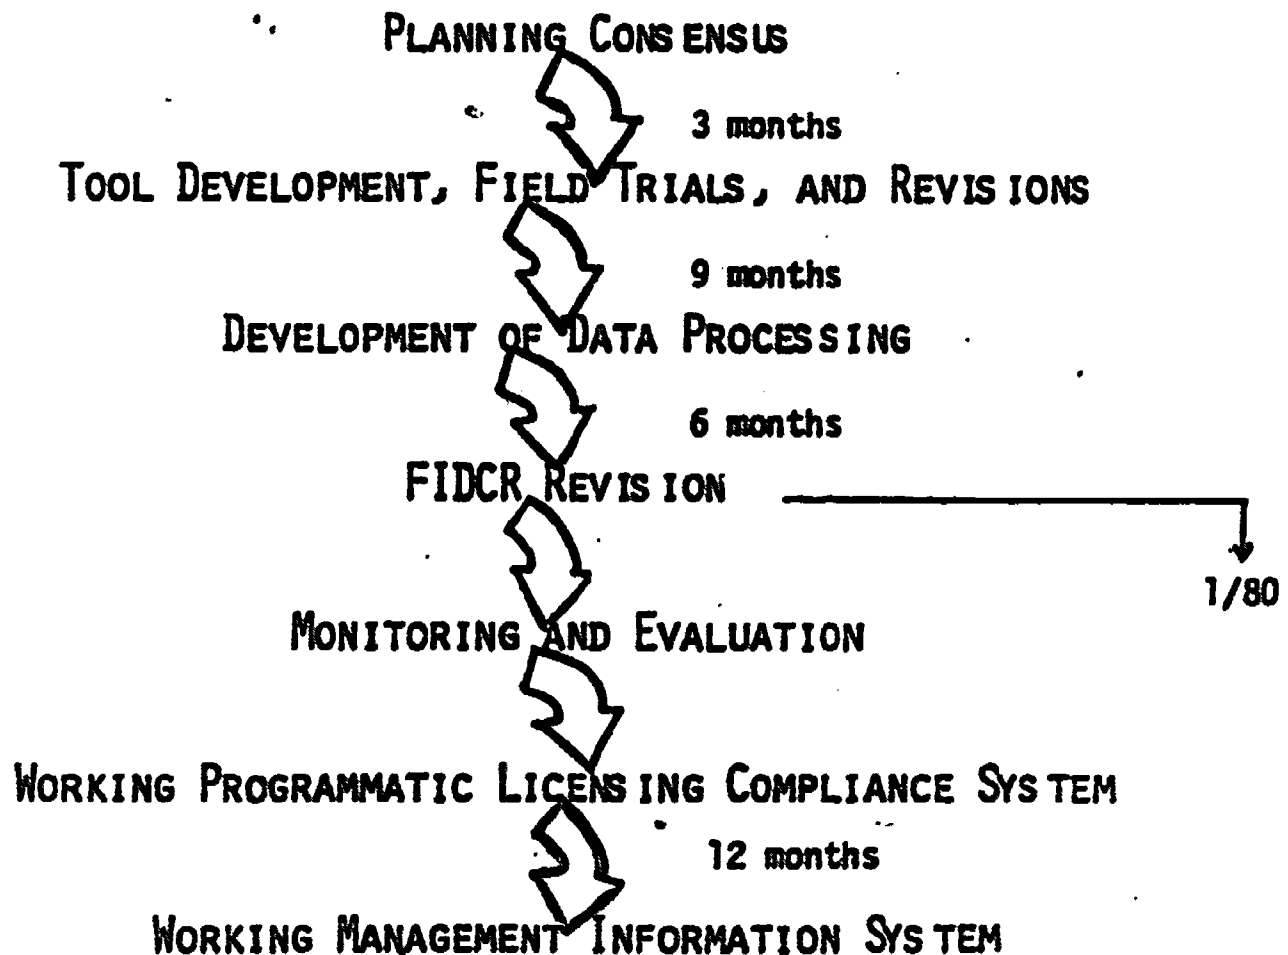 PLANNING CONSENSUS
3 months
TOOL DEVELOPMENT, FIELD TRIALS, AND REVISIONS
9 months
DEVELOPMENT OF DATA PROCESSING
6 months
FIDCR REVISION
1/80
MONITORING AND EVALUATION
WORKING PROGRAMMATIC LICENSING COMPLIANCE SYSTEM
12 months
WORKING MANAGEMENT INFORMATION SYSTEM